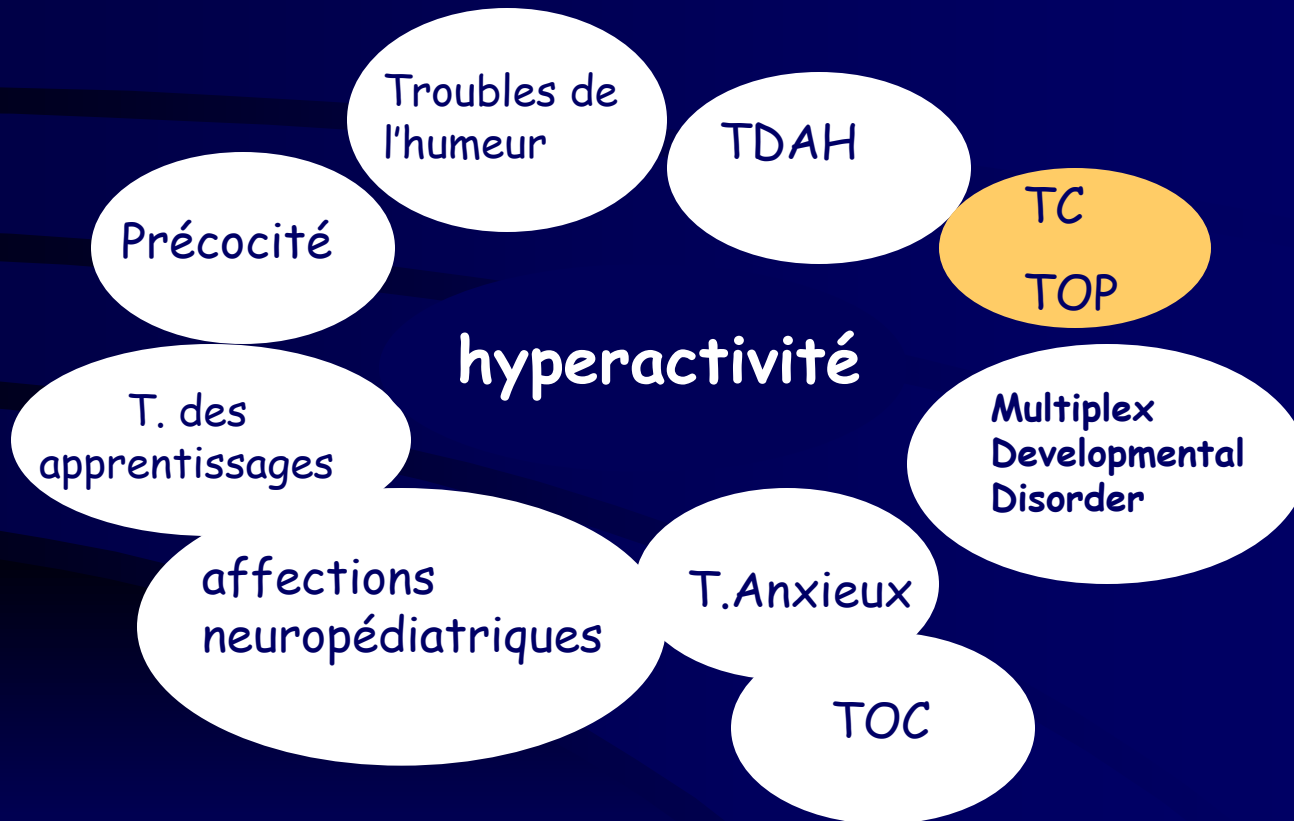 Troubles de
l'humeur
TDAH
TC
TOP
Précocité
hyperactivité
T. des
apprentissages
Multiplex
Developmental
Disorder
affections
neuropédiatriques
T.Anxieux
TOC